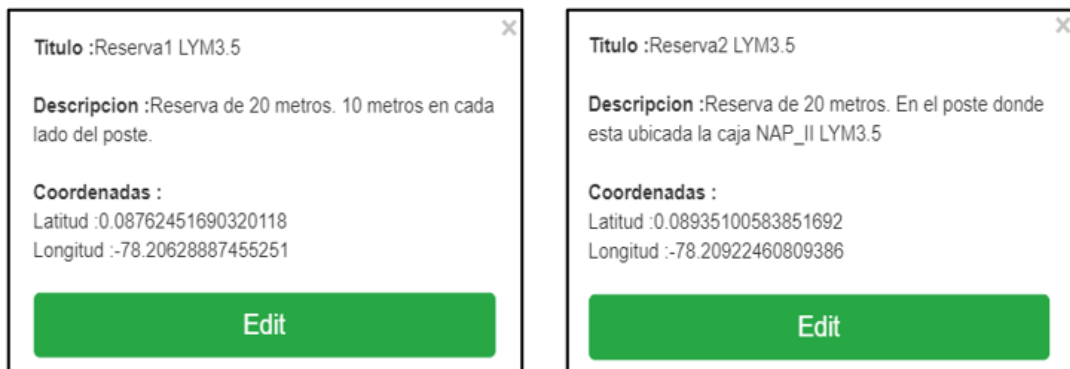 ×
Titulo :Reserva1 LYM3.5
Descripcion :Reserva de 20 metros. 10 metros en cada
lado del poste.
Coordenadas :
Latitud :0.08762451690320118
Longitud :-78.20628887455251
Edit
×
Titulo :Reserva2 LYM3.5
Descripcion :Reserva de 20 metros. En el poste donde
esta ubicada la caja NAP_II LYM3.5
Coordenadas :
Latitud :0.08935100583851692
Longitud :-78.20922460809386
Edit